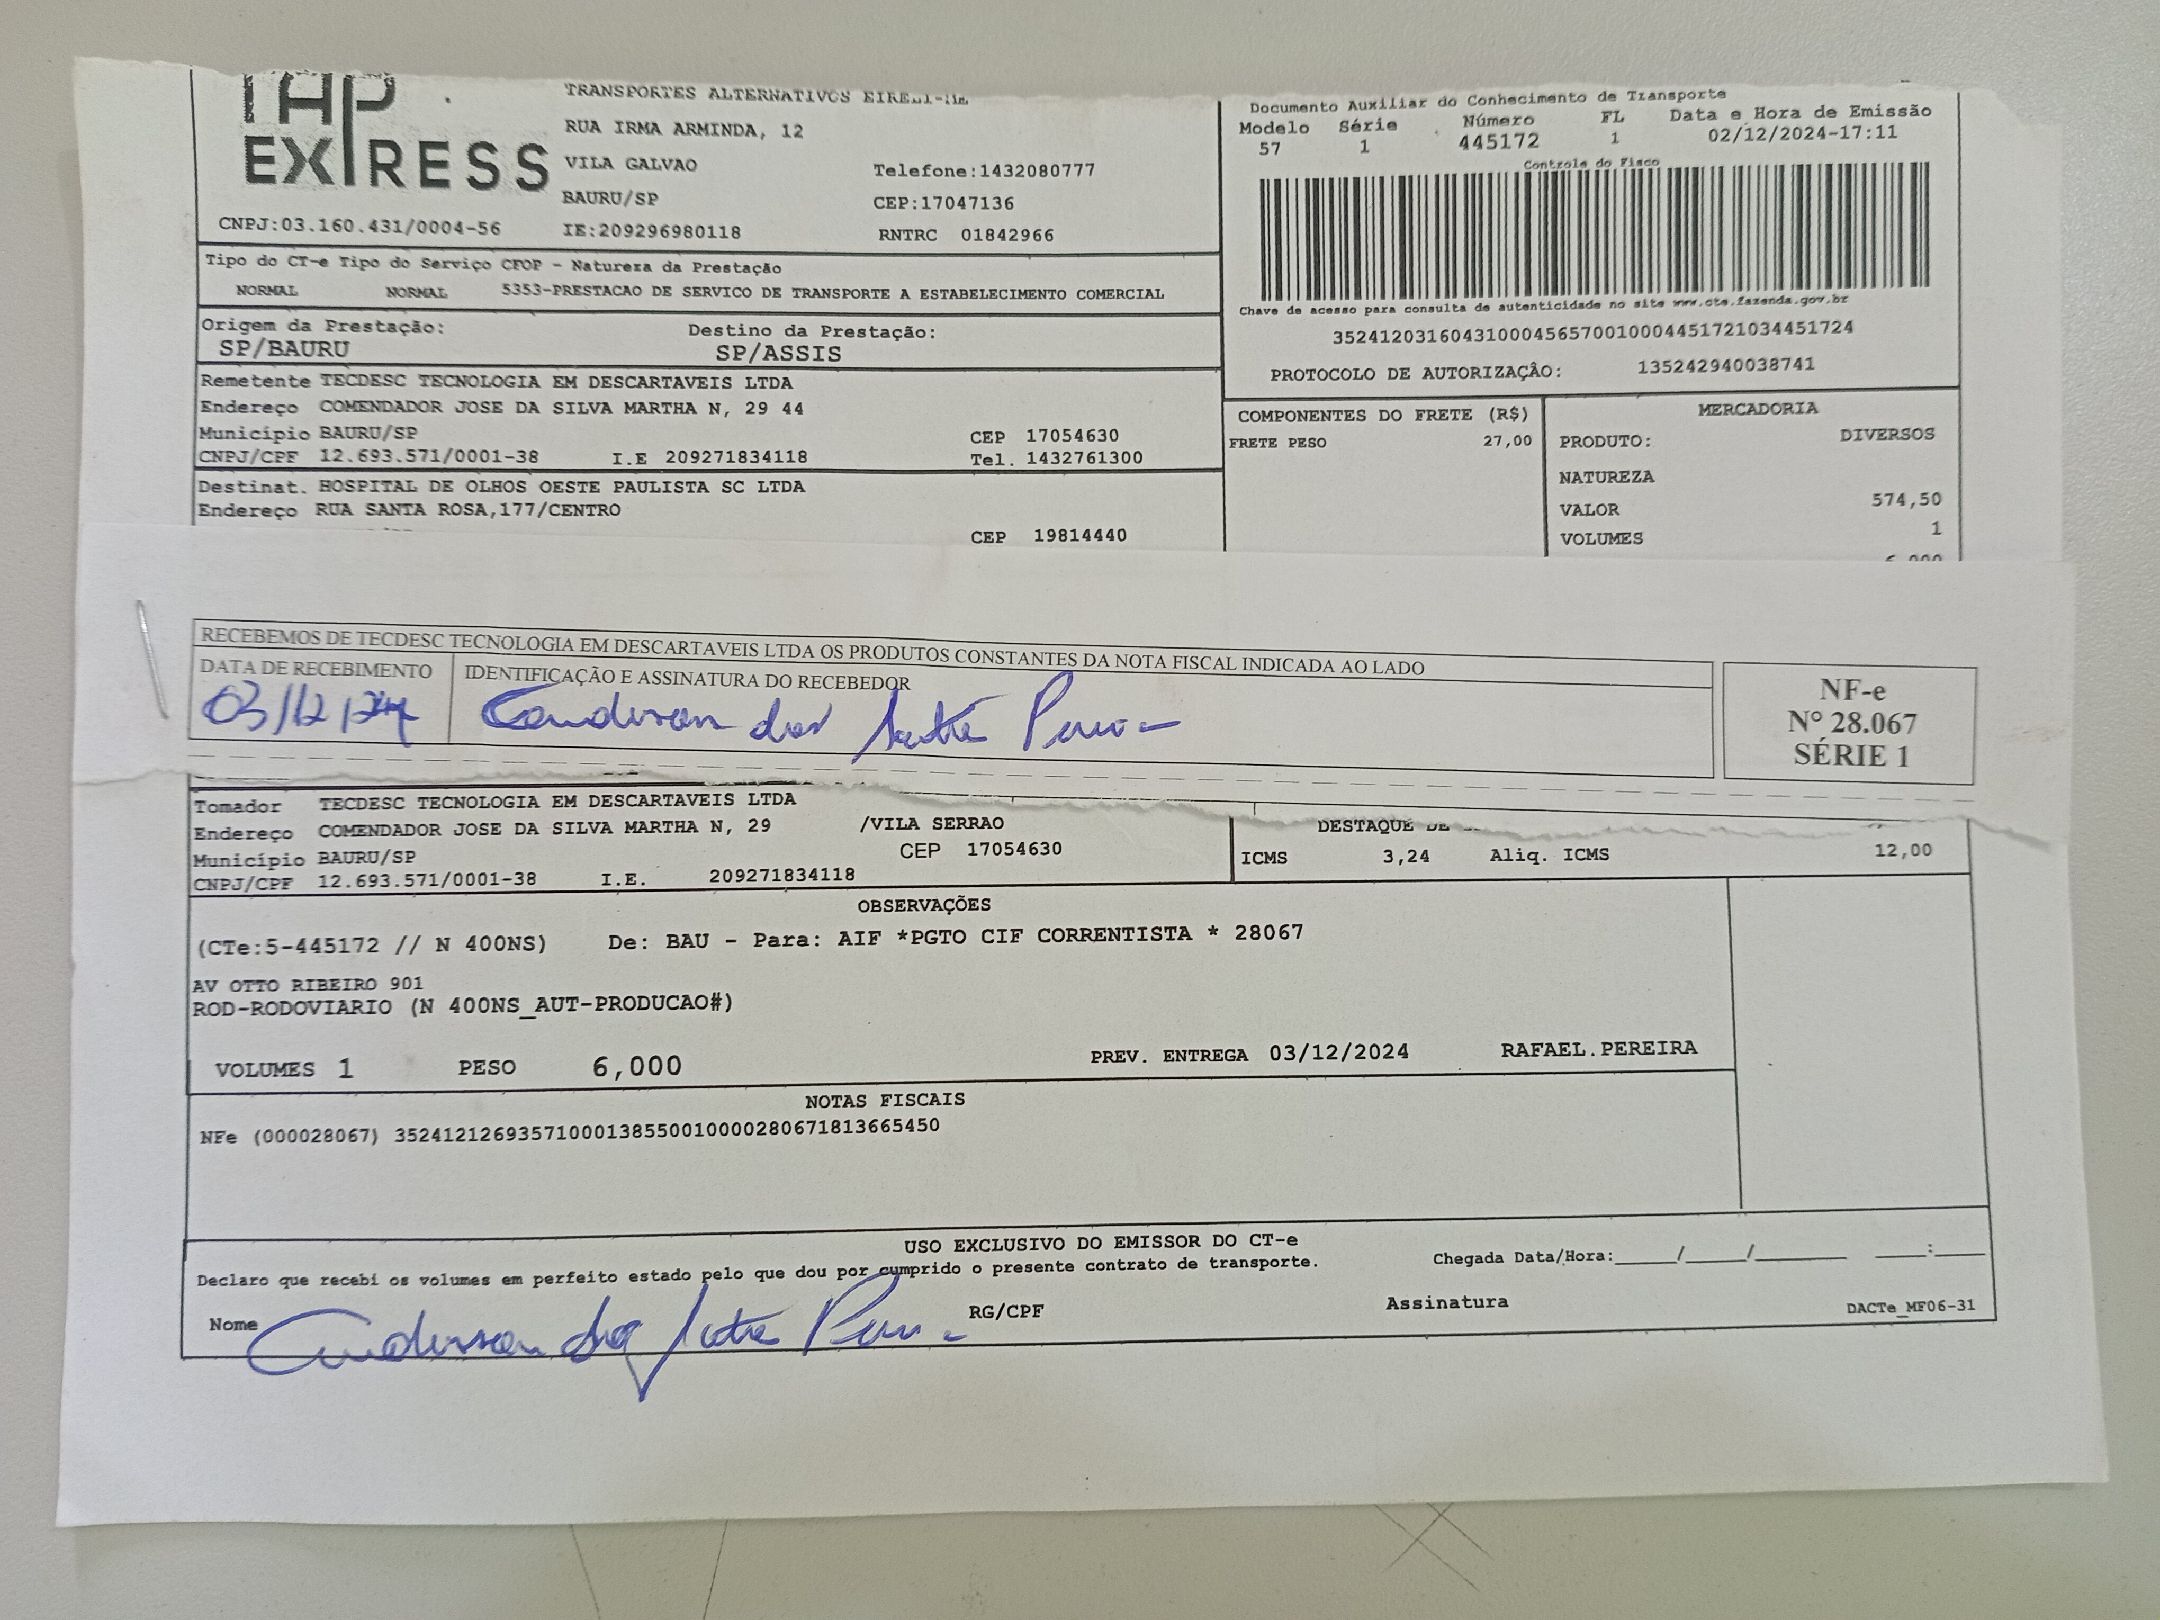 TAP
EXPRESS
TRANSPORTES ALTERNATIVOS EIRELI-ME
RUA IRMA ARMINDA, 12
VILA GALVAO
Telefone:1432080777
BAURU/SP
CEP:17047136
CNPJ:03.160.431/0004-56 IE:209296980118 RNTRC 01842966
Documento Auxiliar do Conhecimento de Transporte
Modelo Série Número FL Data e Hora de Emissão
57 1 445172 1 02/12/2024-17:11
Controle do Fisco
Chave de acesso para consulta de autenticidade no site www.cte.fazenda.gov.br
35241203160431000456570010004451721034451724
PROTOCOLO DE AUTORIZAÇÃO: 135242940038741
Tipo do CT-e Tipo do Serviço CFOP - Natureza da Prestação
NORMAL NORMAL 5353-PRESTACAO DE SERVICO DE TRANSPORTE A ESTABELECIMENTO COMERCIAL
Origem da Prestação: Destino da Prestação:
SP/BAURU SP/ASSIS
Remetente TECDESC TECNOLOGIA EM DESCARTAVEIS LTDA
Endereço COMENDADOR JOSE DA SILVA MARTHA N, 29 44
Município BAURU/SP CEP 17054630
CNPJ/CPF 12.693.571/0001-38 I.E 209271834118 Tel. 1432761300
Destinat. HOSPITAL DE OLHOS OESTE PAULISTA SC LTDA
Endereço RUA SANTA ROSA,177/CENTRO
CEP 19814440
COMPONENTES DO FRETE (R$)
FRETE PESO 27,00
MERCADORIA
PRODUTO: DIVERSOS
NATUREZA
VALOR 574,50
VOLUMES 1
RECEBEMOS DE TECDESC TECNOLOGIA EM DESCARTAVEIS LTDA OS PRODUTOS CONSTANTES DA NOTA FISCAL INDICADA AO LADO
DATA DE RECEBIMENTO IDENTIFICAÇÃO E ASSINATURA DO RECEBEDOR
03/12/24
NF-e
N° 28.067
SÉRIE 1
Tomador TECDESC TECNOLOGIA EM DESCARTAVEIS LTDA
Endereço COMENDADOR JOSE DA SILVA MARTHA N, 29 /VILA SERRAO
Município BAURU/SP CEP 17054630
CNPJ/CPF 12.693.571/0001-38 I.E. 209271834118
DESTAQUE DE
ICMS 3,24 Aliq. ICMS 12,00
OBSERVAÇÕES
(CTe:5-445172 // N 400NS) De: BAU - Para: AIF *PGTO CIF CORRENTISTA * 28067
AV OTTO RIBEIRO 901
ROD-RODOVIARIO (N 400NS_AUT-PRODUCAO#)
VOLUMES 1 PESO 6,000 PREV. ENTREGA 03/12/2024 RAFAEL.PEREIRA
NOTAS FISCAIS
NFe (000028067) 35241212693571000138550010000280671813665450
USO EXCLUSIVO DO EMISSOR DO CT-e
Declaro que recebi os volumes em perfeito estado pelo que dou por cumprido o presente contrato de transporte.
Chegada Data/Hora:_____/_____/_______ ____:____
Nome RG/CPF Assinatura
DACTe_MF06-31